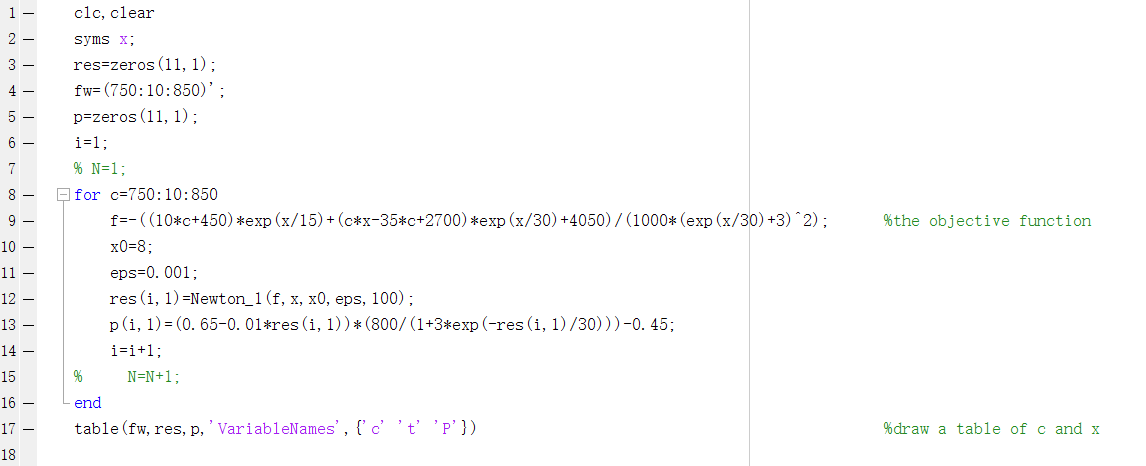 1 clc,clear
2 syms x;
3 res=zeros(11,1);
4 fw=(750:10:850)';
5 p=zeros(11,1);
6 i=1;
7 % N=1;
8 for c=750:10:850
9 f=-((10*c+450)*exp(x/15)+(c*x-35*c+2700)*exp(x/30)+4050)/(1000*(exp(x/30)+3)^2); %the objective function
10 x0=8;
11 eps=0.001;
12 res(i,1)=Newton_1(f,x,x0,eps,100);
13 p(i,1)=(0.65-0.01*res(i,1))*(800/(1+3*exp(-res(i,1)/30)))-0.45;
14 i=i+1;
15 % N=N+1;
16 end
17 table(fw,res,p,'VariableNames',{'c' 't' 'P'}) %draw a table of c and x
18